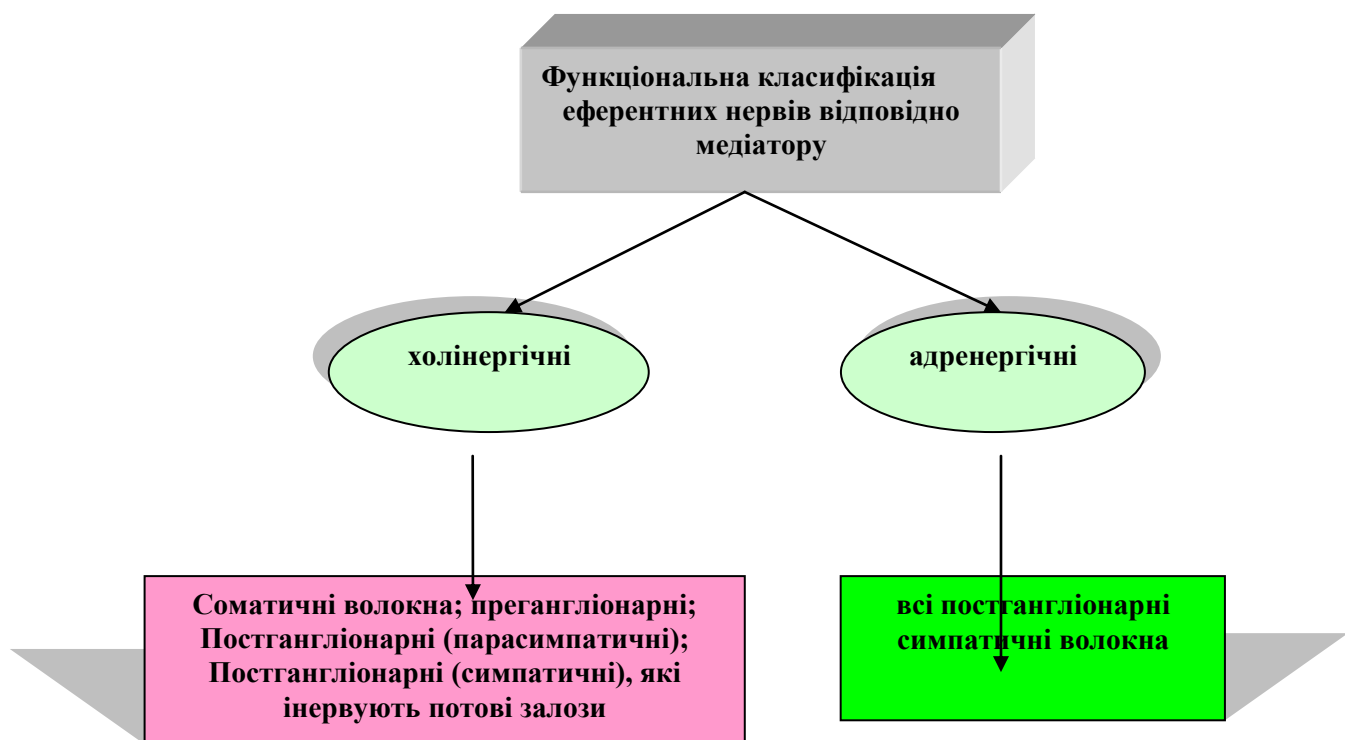 Функціональна класифікація
еферентних нервів відповідно
медіатору
холінергічні
адренергічні
Соматичні волокна; прегангліонарні;
Постгангліонарні (парасимпатичні);
Постгангліонарні (симпатичні), які
інервують потові залози
всі постгангліонарні
симпатичні волокна